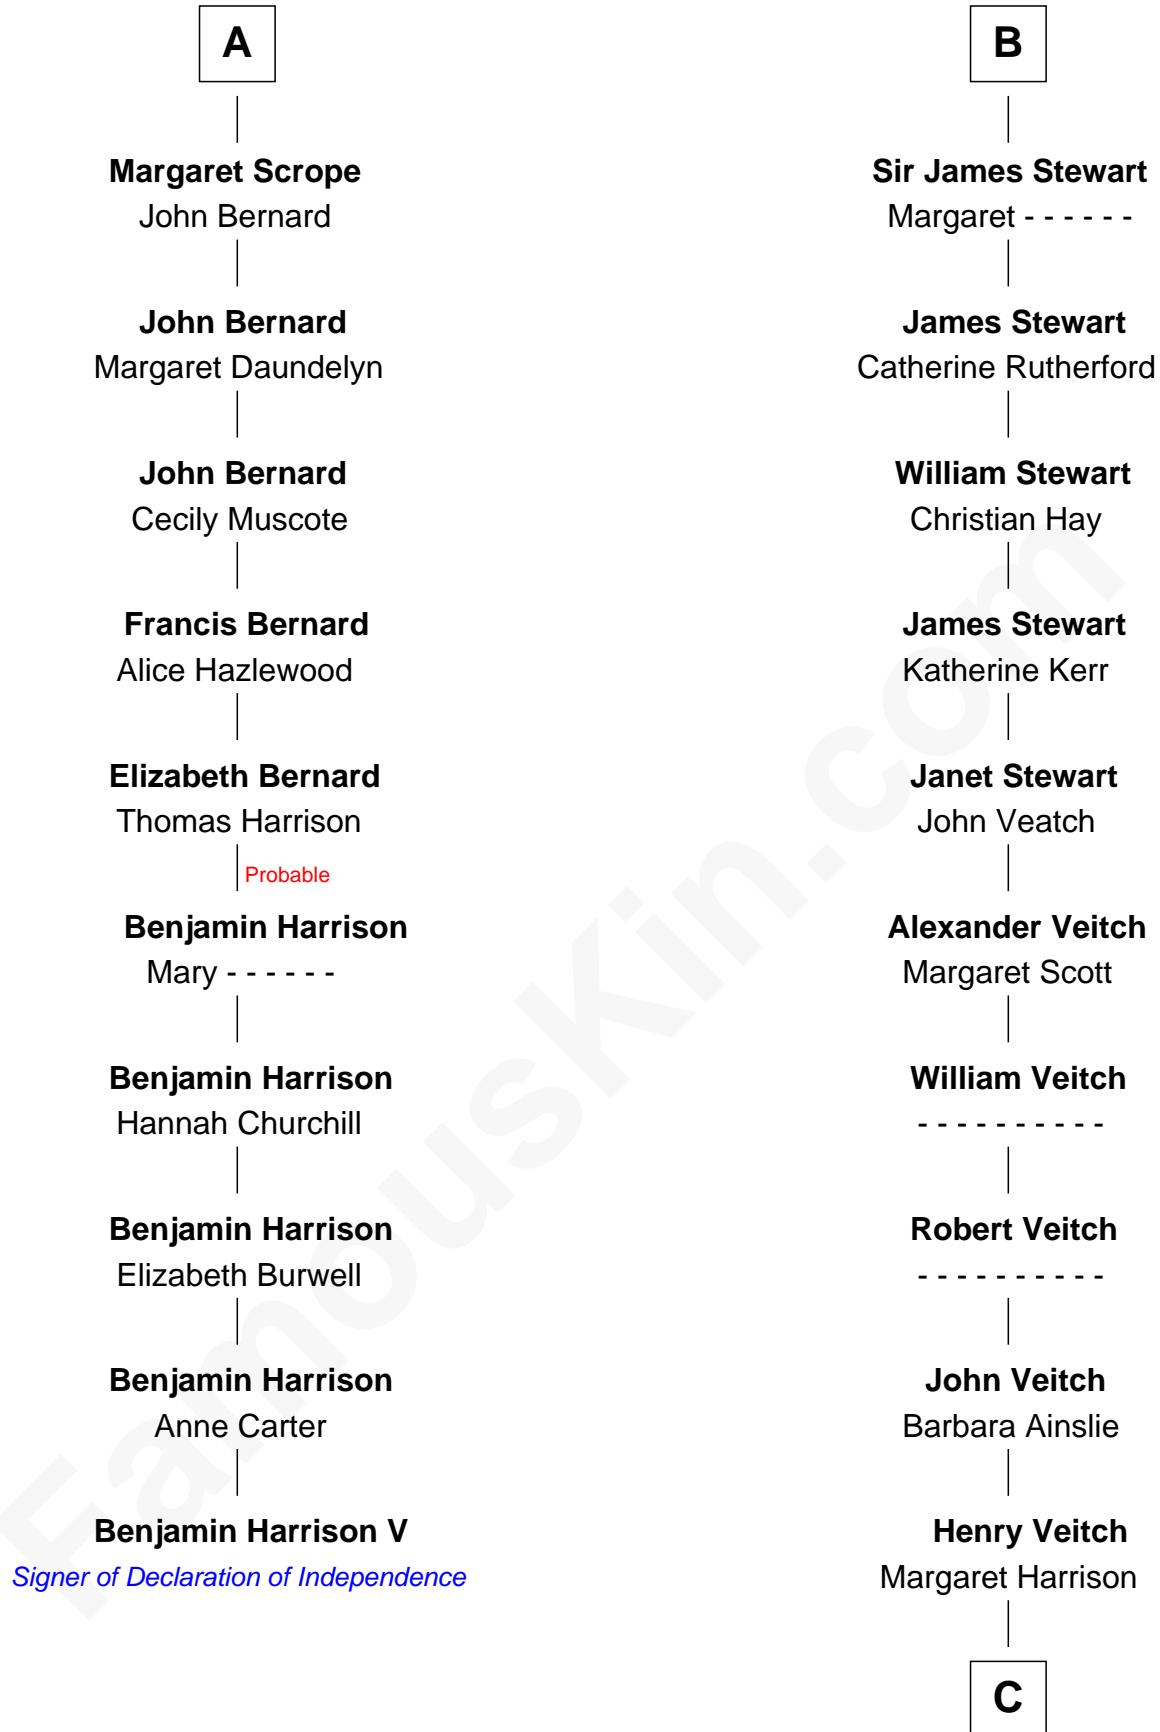 A
Margaret Scrope
John Bernard
John Bernard
Margaret Daundelyn
John Bernard
Cecily Muscote
Francis Bernard
Alice Hazlewood
Elizabeth Bernard
Thomas Harrison
Probable
Benjamin Harrison
Mary - - - - - -
Benjamin Harrison
Hannah Churchill
Benjamin Harrison
Elizabeth Burwell
Benjamin Harrison
Anne Carter
Benjamin Harrison V
Signer of Declaration of Independence
B
Sir James Stewart
Margaret - - - - - -
James Stewart
Catherine Rutherford
William Stewart
Christian Hay
James Stewart
Katherine Kerr
Janet Stewart
John Veatch
Alexander Veitch
Margaret Scott
William Veitch
- - - - - - - - - -
Robert Veitch
- - - - - - - - - -
John Veitch
Barbara Ainslie
Henry Veitch
Margaret Harrison
C
FamousKin.com